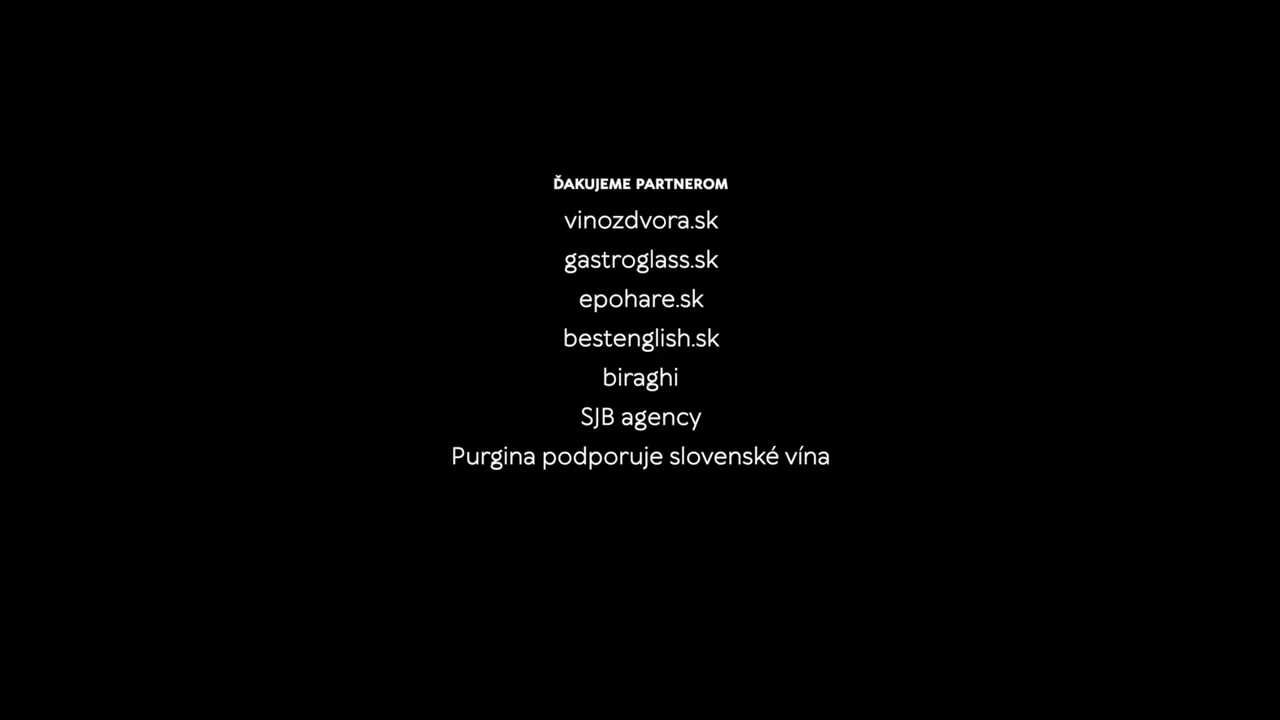 ĎAKUJEME PARTNEROM
vinozdvora.sk
gastroglass.sk
epohare.sk
bestenglish.sk
biraghi
SJB agency
Purgina podporuje slovenské vína